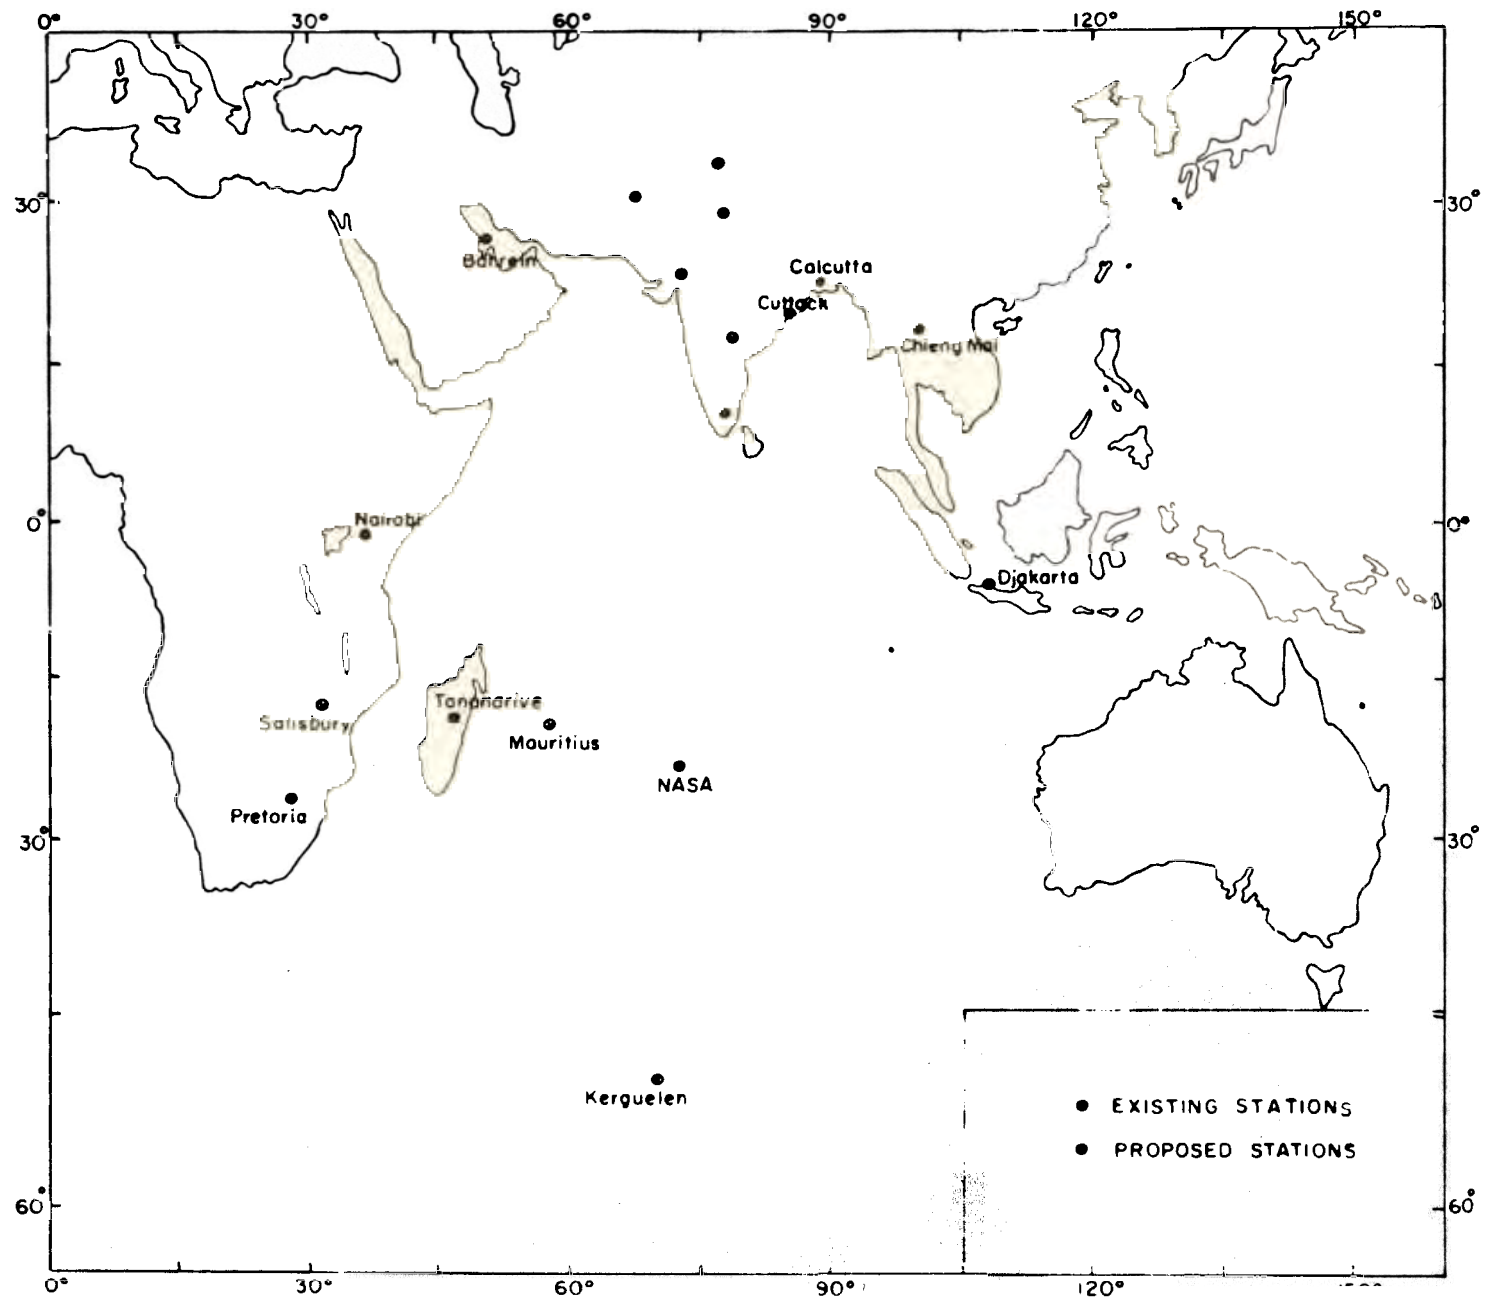 0° 30° 60° 90° 120° 150°
30° 30°
Bahrein
Calcutta
Cuttack
Chieng Mai
0° 0°
Nairobi
Djakarta
Tananarive
Salisbury
Mauritius
NASA
Pretoria
30° 30°
Kerguelen
EXISTING STATIONS
PROPOSED STATIONS
60° 60°
0° 30° 60° 90° 120°